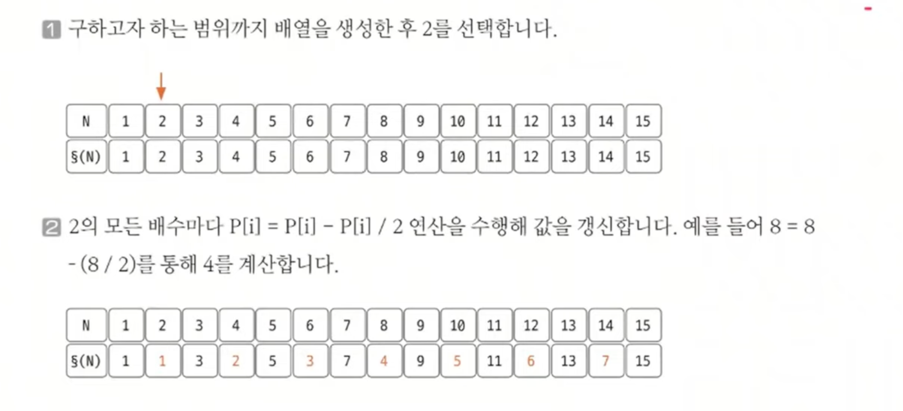 1 구하고자 하는 범위까지 배열을 생성한 후 2를 선택합니다.
N 1 2 3 4 5 6 7 8 9 10 11 12 13 14 15
§(N) 1 2 3 4 5 6 7 8 9 10 11 12 13 14 15
2 2의 모든 배수마다 P[i] = P[i] - P[i] / 2 연산을 수행해 값을 갱신합니다. 예를 들어 8 = 8
- (8 / 2)를 통해 4를 계산합니다.
N 1 2 3 4 5 6 7 8 9 10 11 12 13 14 15
§(N) 1 1 3 2 5 3 7 4 9 5 11 6 13 7 15